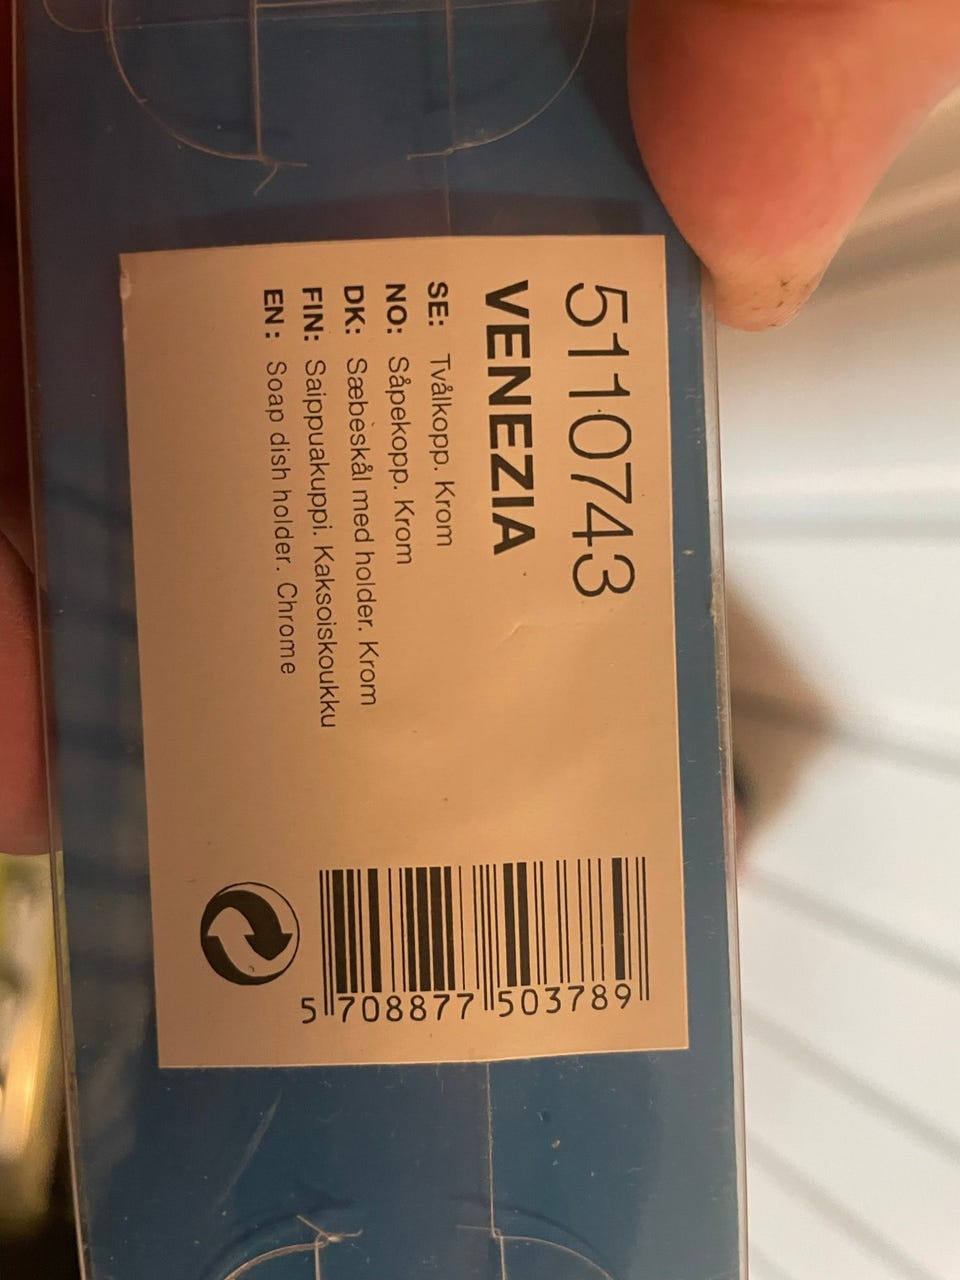 5110743
VENEZIA
SE: Tvålkopp. Krom
NO: Såpekopp. Krom
DK: Sæbeskål med holder. Krom
FIN: Saippuakuppi. Kaksoiskoukku
EN: Soap dish holder. Chrome
5 708877 503789